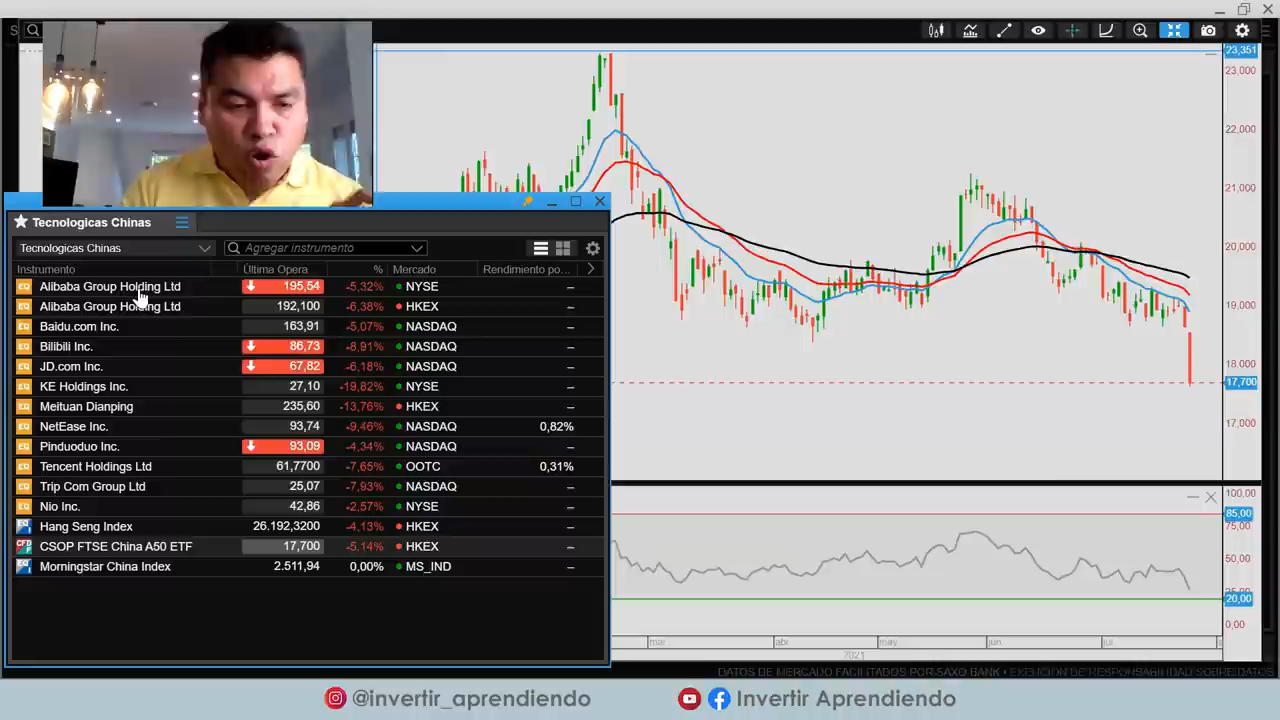 Tecnologicas Chinas
Tecnologicas Chinas Agregar instrumento
Instrumento Última Opera % Mercado Rendimiento po...
Alibaba Group Holding Ltd 195,54 -5,32% NYSE –
Alibaba Group Holding Ltd 192,100 -6,38% HKEX –
Baidu.com Inc. 163,91 -5,07% NASDAQ –
Bilibili Inc. 86,73 -8,91% NASDAQ –
JD.com Inc. 67,82 -6,18% NASDAQ –
KE Holdings Inc. 27,10 -19,82% NYSE –
Meituan Dianping 235,60 -13,76% HKEX –
NetEase Inc. 93,74 -9,46% NASDAQ 0,82%
Pinduoduo Inc. 93,09 -4,34% NASDAQ –
Tencent Holdings Ltd 61,7700 -7,65% OOTC 0,31%
Trip Com Group Ltd 25,07 -7,93% NASDAQ –
Nio Inc. 42,86 -2,57% NYSE –
Hang Seng Index 26.192,3200 -4,13% HKEX –
CSOP FTSE China A50 ETF 17,700 -5,14% HKEX –
Morningstar China Index 2.511,94 0,00% MS_IND –
23,351
23,000
22,000
21,000
20,000
19,000
18,000
17,700
17,000
100,00
85,00
75,00
50,00
20,00
0,00
mar abr may jun jul
2021
DATOS DE MERCADO FACILITADOS POR SAXO BANK • EXENCIÓN DE RESPONSABILIDAD SOBRE DATOS
@invertir_aprendiendo Invertir Aprendiendo